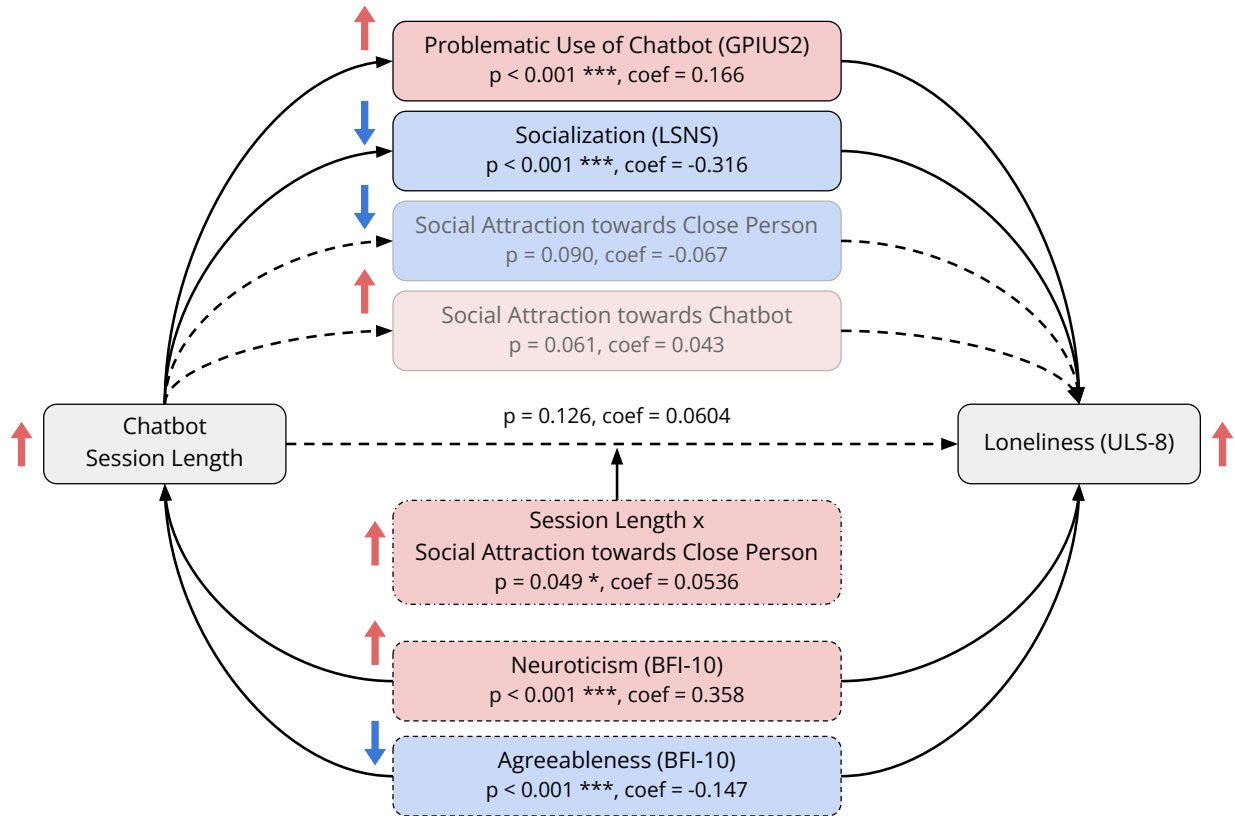 Problematic Use of Chatbot (GPIUS2)
p < 0.001 ***, coef = 0.166
Socialization (LSNS)
p < 0.001 ***, coef = -0.316
Social Attraction towards Close Person
p = 0.090, coef = -0.067
Social Attraction towards Chatbot
p = 0.061, coef = 0.043
Chatbot
Session Length
p = 0.126, coef = 0.0604
Loneliness (ULS-8)
Session Length x
Social Attraction towards Close Person
p = 0.049 *, coef = 0.0536
Neuroticism (BFI-10)
p < 0.001 ***, coef = 0.358
Agreeableness (BFI-10)
p < 0.001 ***, coef = -0.147